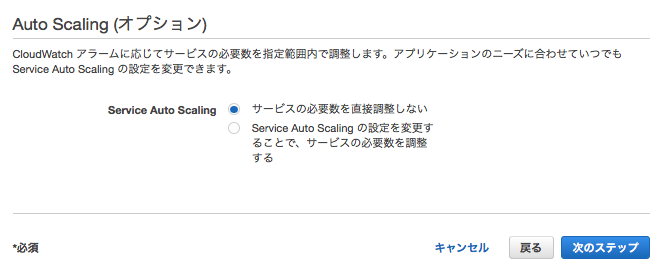 Auto Scaling (オプション)
CloudWatch アラームに応じてサービスの必要数を指定範囲内で調整します。アプリケーションのニーズに合わせていつでも
Service Auto Scaling の設定を変更できます。
Service Auto Scaling
サービスの必要数を直接調整しない
Service Auto Scaling の設定を変更す
ることで、サービスの必要数を調整
する
*必須
キャンセル
戻る
次のステップ